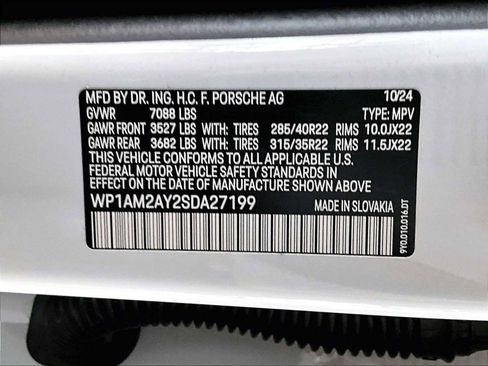 MFD BY DR. ING. H.C. F. PORSCHE AG 10/24
GVWR 7088 LBS TYPE: MPV
GAWR FRONT 3527 LBS WITH: TIRES 285/40R22 RIMS 10.0JX22
GAWR REAR 3682 LBS WITH: TIRES 315/35R22 RIMS 11.5JX22
THIS VEHICLE CONFORMS TO ALL APPLICABLE U.S.
FEDERAL MOTOR VEHICLE SAFETY STANDARDS IN
EFFECT ON THE DATE OF MANUFACTURE SHOWN ABOVE
WP1AM2AY2SDA27199 MADE IN SLOVAKIA
9Y0.010.016.DT